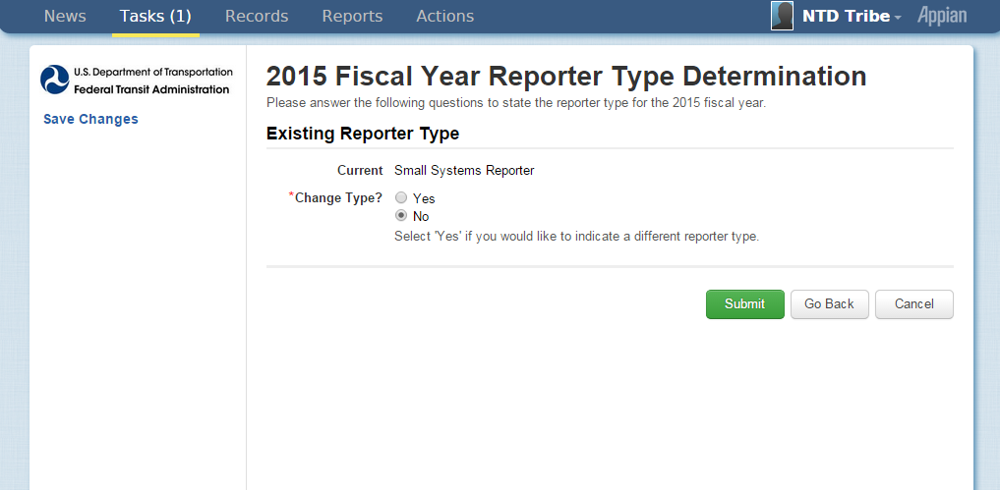 News Tasks (1) Records Reports Actions NTD Tribe Appian
U.S. Department of Transportation
Federal Transit Administration
Save Changes
2015 Fiscal Year Reporter Type Determination
Please answer the following questions to state the reporter type for the 2015 fiscal year.
Existing Reporter Type
Current Small Systems Reporter
*Change Type? Yes
No
Select 'Yes' if you would like to indicate a different reporter type.
Submit Go Back Cancel